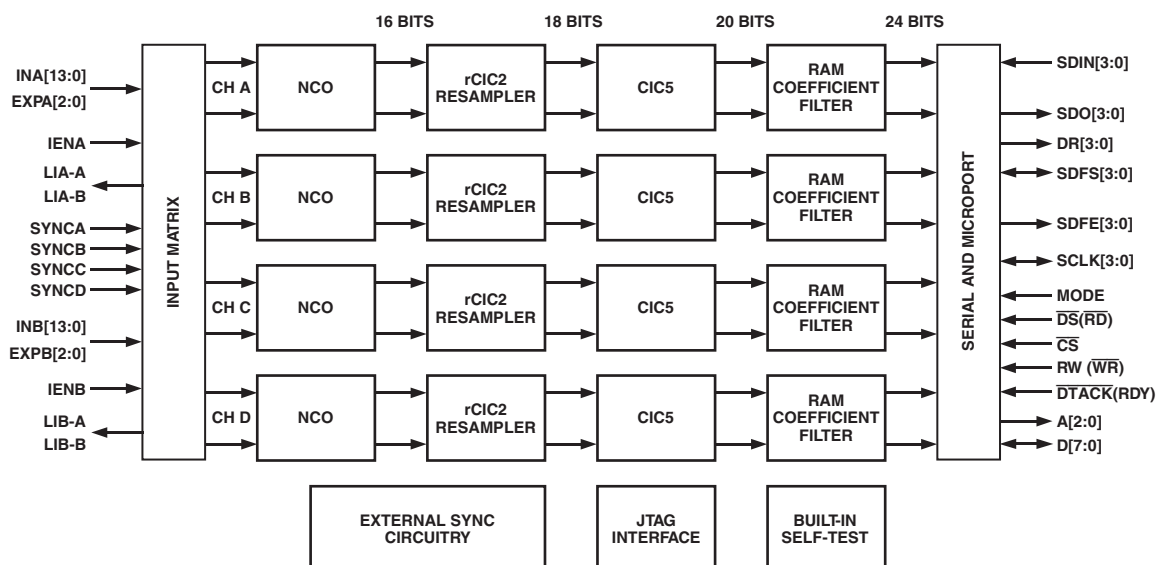 16 BITS
18 BITS
20 BITS
24 BITS
INA[13:0]
EXPA[2:0]
IENA
LIA-A
LIA-B
SYNCA
SYNCB
SYNCC
SYNCD
INB[13:0]
EXPB[2:0]
IENB
LIB-A
LIB-B
INPUT MATRIX
CH A
NCO
rCIC2
RESAMPLER
CIC5
RAM
COEFFICIENT
FILTER
CH B
NCO
rCIC2
RESAMPLER
CIC5
RAM
COEFFICIENT
FILTER
CH C
NCO
rCIC2
RESAMPLER
CIC5
RAM
COEFFICIENT
FILTER
CH D
NCO
rCIC2
RESAMPLER
CIC5
RAM
COEFFICIENT
FILTER
SERIAL AND MICROPORT
SDIN[3:0]
SDO[3:0]
DR[3:0]
SDFS[3:0]
SDFE[3:0]
SCLK[3:0]
MODE
DS(RD)
CS
RW (WR)
DTACK(RDY)
A[2:0]
D[7:0]
EXTERNAL SYNC
CIRCUITRY
JTAG
INTERFACE
BUILT-IN
SELF-TEST